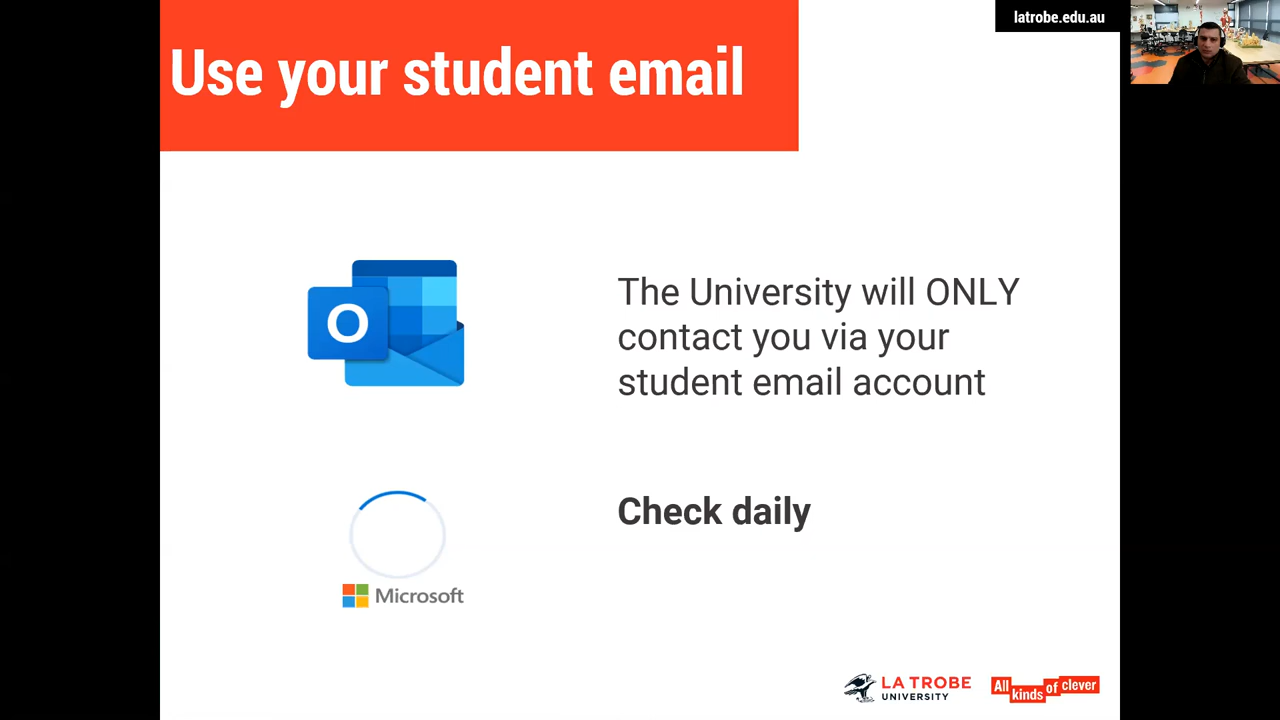 latrobe.edu.au
Use your student email
O
The University will ONLY
contact you via your
student email account
Check daily
Microsoft
LA TROBE
UNIVERSITY
All kinds of clever